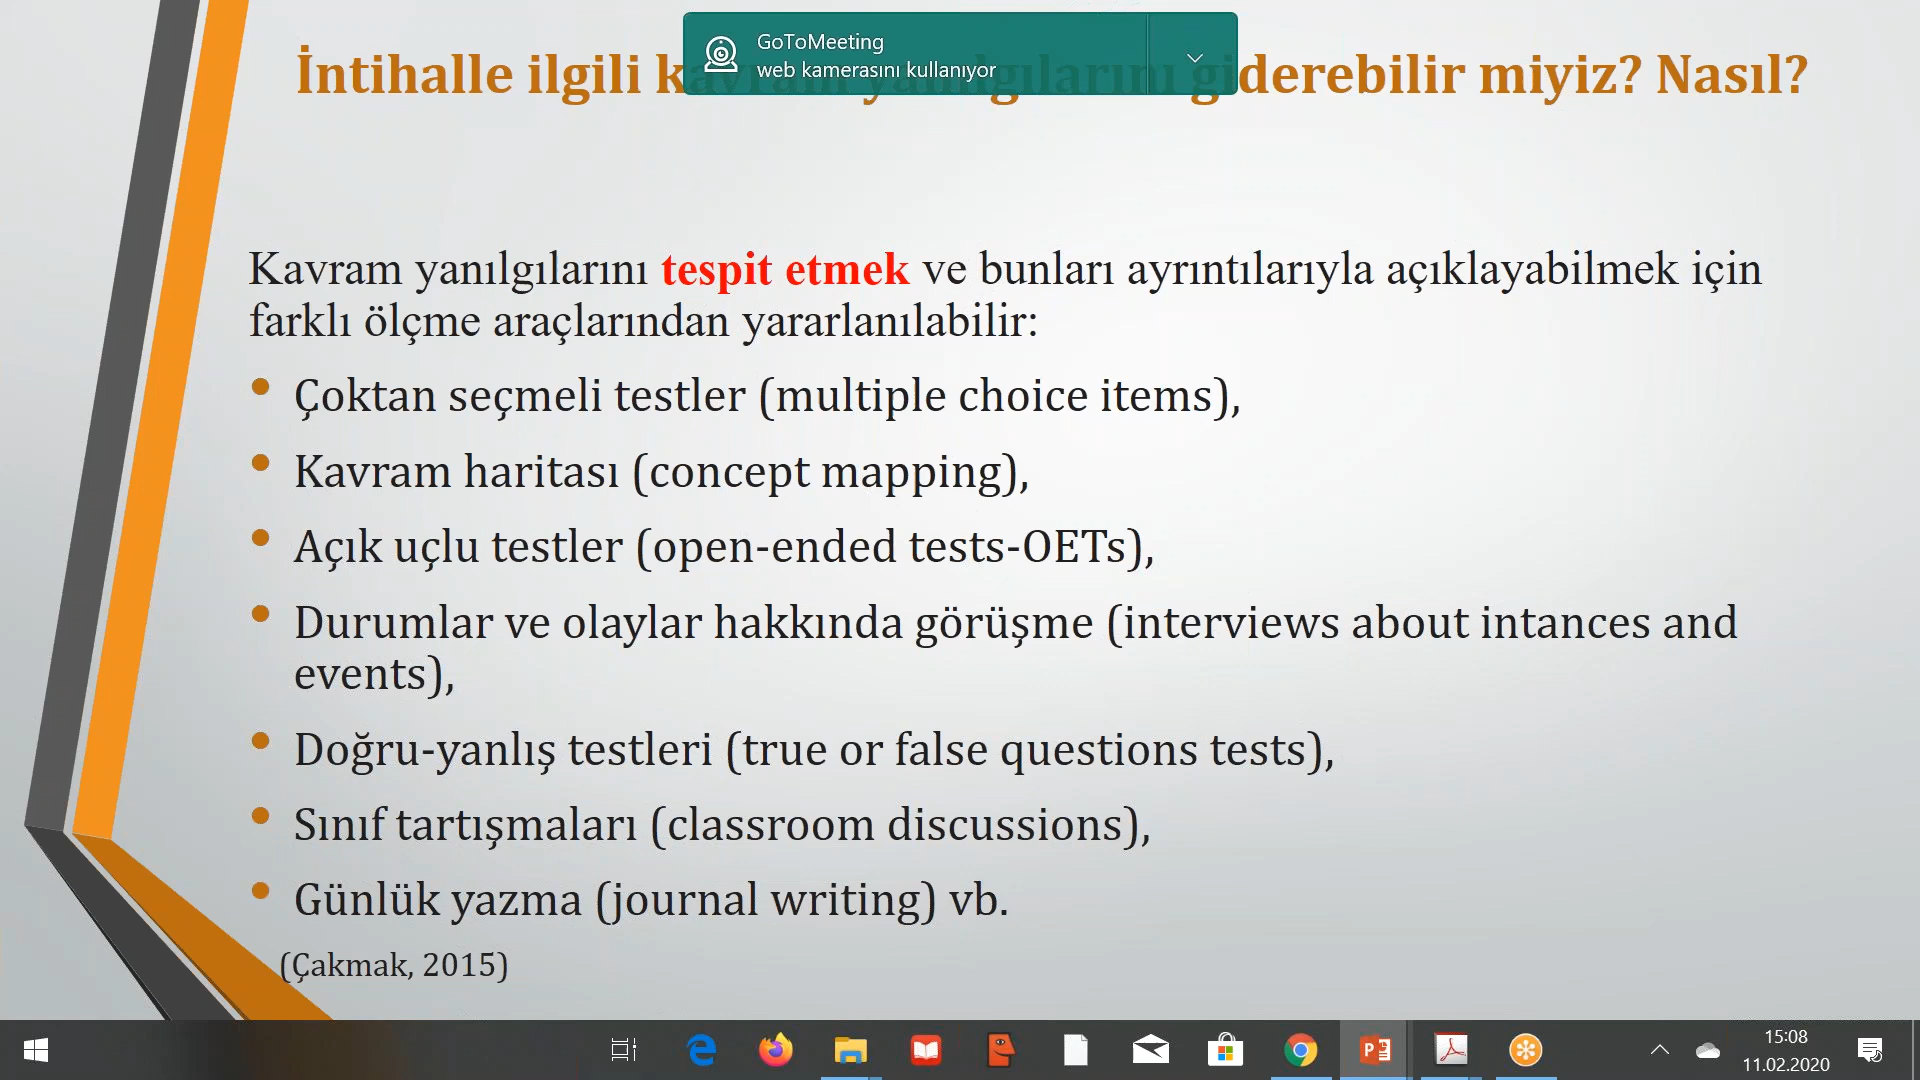 GoToMeeting
web kamerasını kullanıyor
İntihalle ilgili kavram yanılgılarını giderebilir miyiz? Nasıl?
Kavram yanılgılarını tespit etmek ve bunları ayrıntılarıyla açıklayabilmek için
farklı ölçme araçlarından yararlanılabilir:
Çoktan seçmeli testler (multiple choice items),
Kavram haritası (concept mapping),
Açık uçlu testler (open-ended tests-OETs),
Durumlar ve olaylar hakkında görüşme (interviews about intances and
events),
Doğru-yanlış testleri (true or false questions tests),
Sınıf tartışmaları (classroom discussions),
Günlük yazma (journal writing) vb.
(Çakmak, 2015)
15:08
11.02.2020